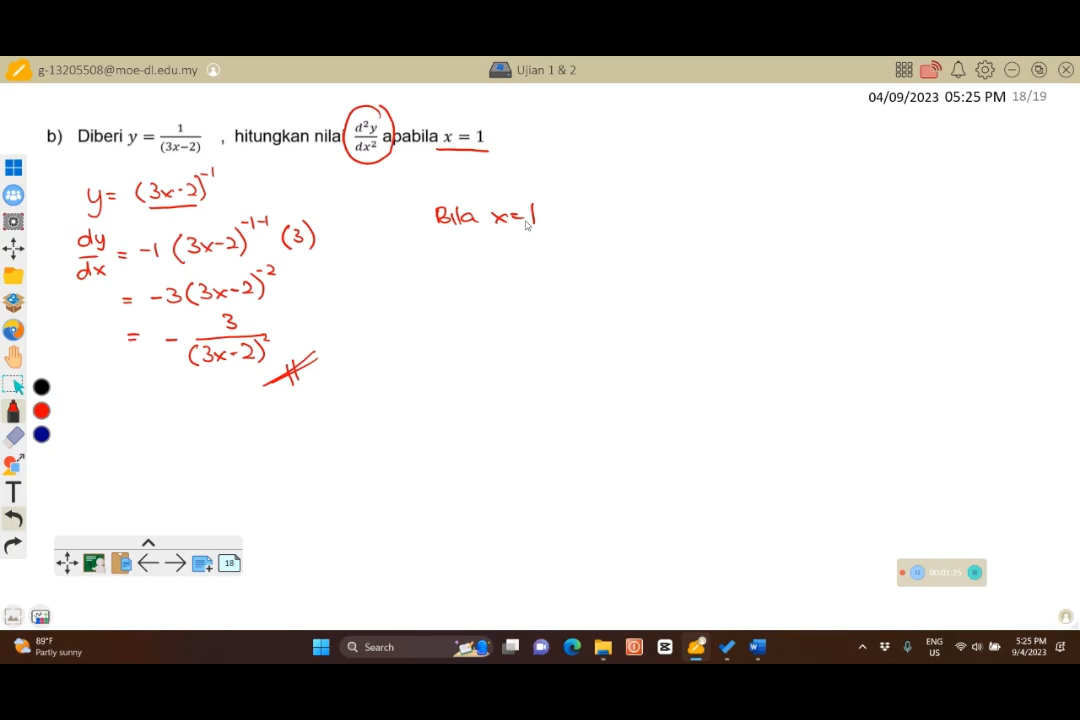 g-13205508@moe-dl.edu.my
Ujian 1 & 2
04/09/2023 05:25 PM 18/19
b) Diberi y = 1/(3x−2) , hitungkan nilai d²y/dx² apabila x = 1
y = (3x-2)⁻¹
dy/dx = -1 (3x-2)⁻¹⁻¹ (3)
= -3(3x-2)⁻²
= - 3/(3x-2)²
Bila x=1
T
18
00:01:35
89°F
Partly sunny
Search
ENG
US
5:25 PM
9/4/2023